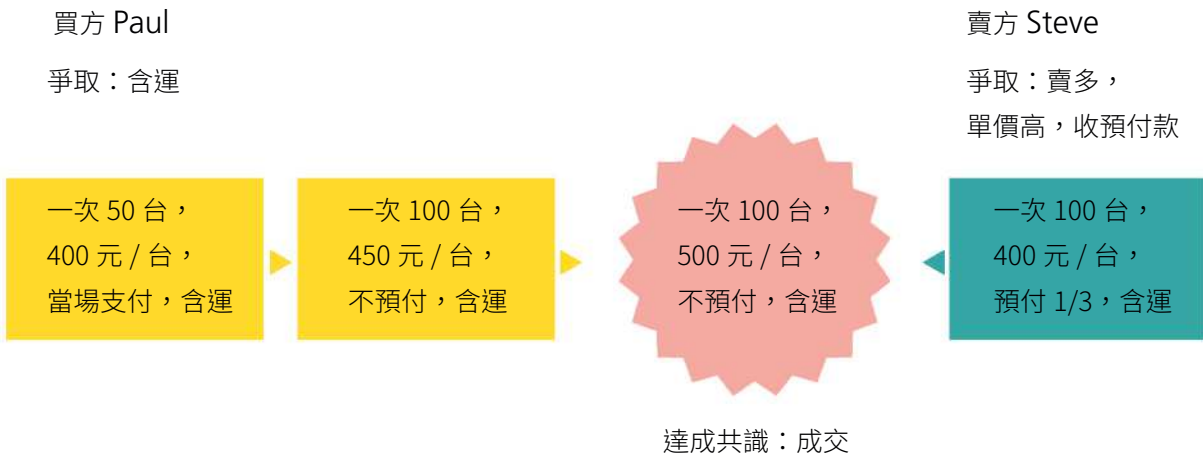 買方 Paul
爭取：含運
賣方 Steve
爭取：賣多，
單價高，收預付款
一次 50 台，
400 元 / 台，
當場支付，含運
一次 100 台，
450 元 / 台，
不預付，含運
一次 100 台，
500 元 / 台，
不預付，含運
一次 100 台，
400 元 / 台，
預付 1/3，含運
達成共識：成交